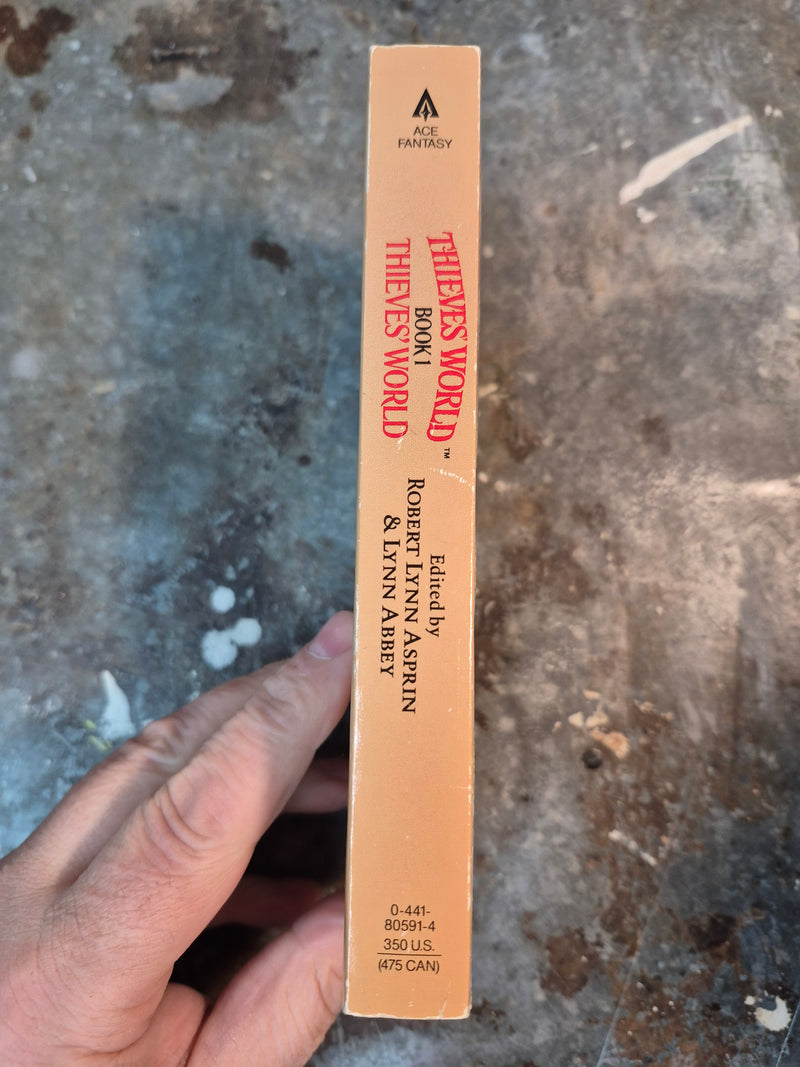 ACE
FANTASY
THIEVES' WORLD™
BOOK 1
THIEVES' WORLD
Edited by
ROBERT LYNN ASPRIN
& LYNN ABBEY
0-441-
80591-4
350 U.S.
(475 CAN)